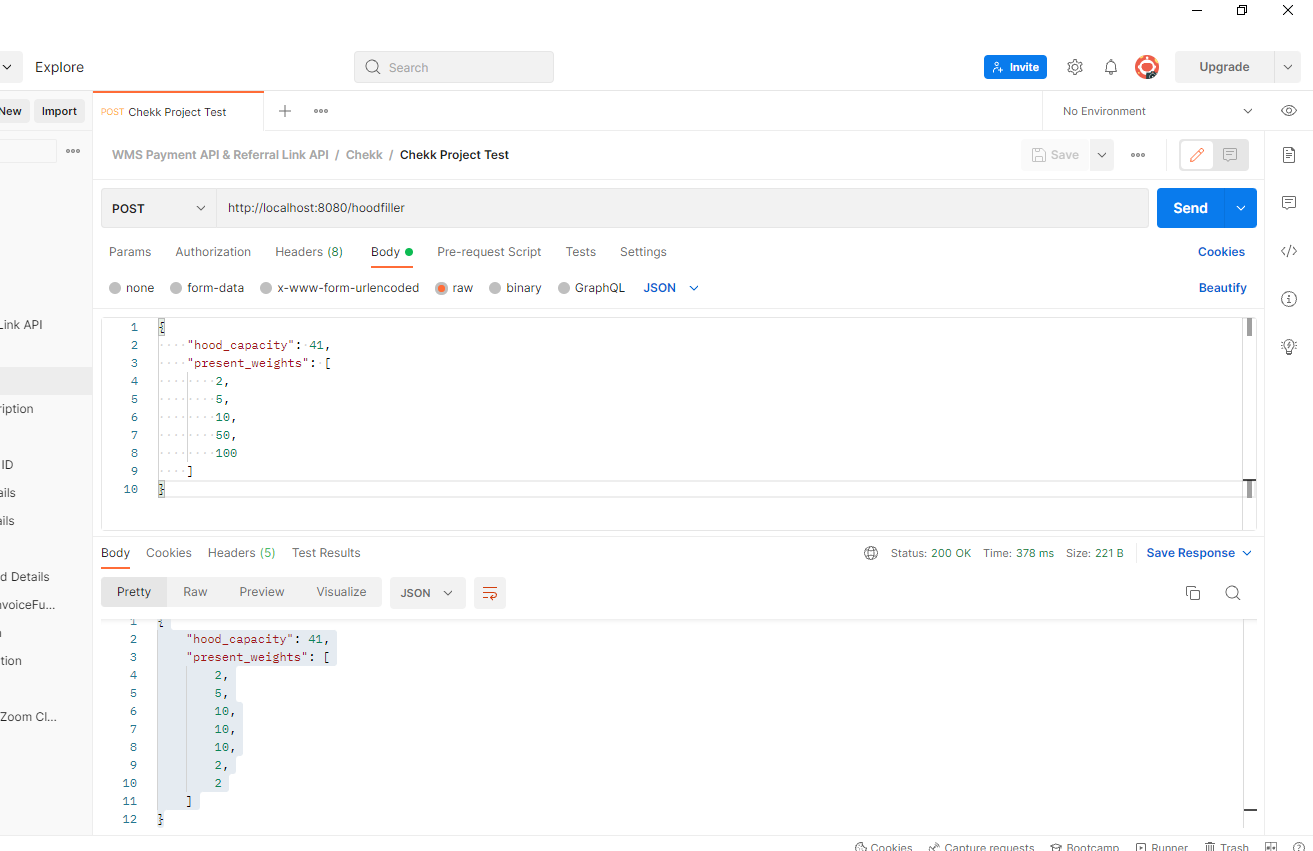 Explore
Search
Invite
Upgrade
New
Import
POST Chekk Project Test
No Environment
WMS Payment API & Referral Link API / Chekk / Chekk Project Test
Save
POST
http://localhost:8080/hoodfiller
Send
Params Authorization Headers (8) Body Pre-request Script Tests Settings
Cookies
none form-data x-www-form-urlencoded raw binary GraphQL JSON
Beautify
1 {
2 "hood_capacity": 41,
3 "present_weights": [
4 2,
5 5,
6 10,
7 50,
8 100
9 ]
10 }
Link API
ription
ID
ails
ails
d Details
nvoiceFu...
n
tion
Zoom Cl...
Body Cookies Headers (5) Test Results
Status: 200 OK Time: 378 ms Size: 221 B
Save Response
Pretty Raw Preview Visualize JSON
1 {
2 "hood_capacity": 41,
3 "present_weights": [
4 2,
5 5,
6 10,
7 10,
8 10,
9 2,
10 2
11 ]
12 }
Cookies Capture requests Bootcamp Runner Trash